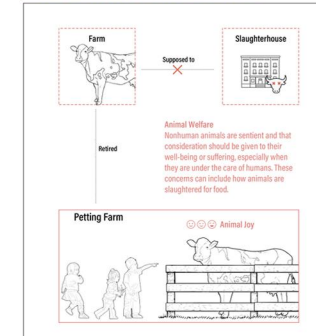 Farm
Slaughterhouse
Supposed to
Animal Welfare
Nonhuman animals are sentient and that
consideration should be given to their
well-being or suffering, especially when
they are under the care of humans. These
concerns can include how animals are
slaughtered for food.
Retired
Petting Farm
Animal Joy